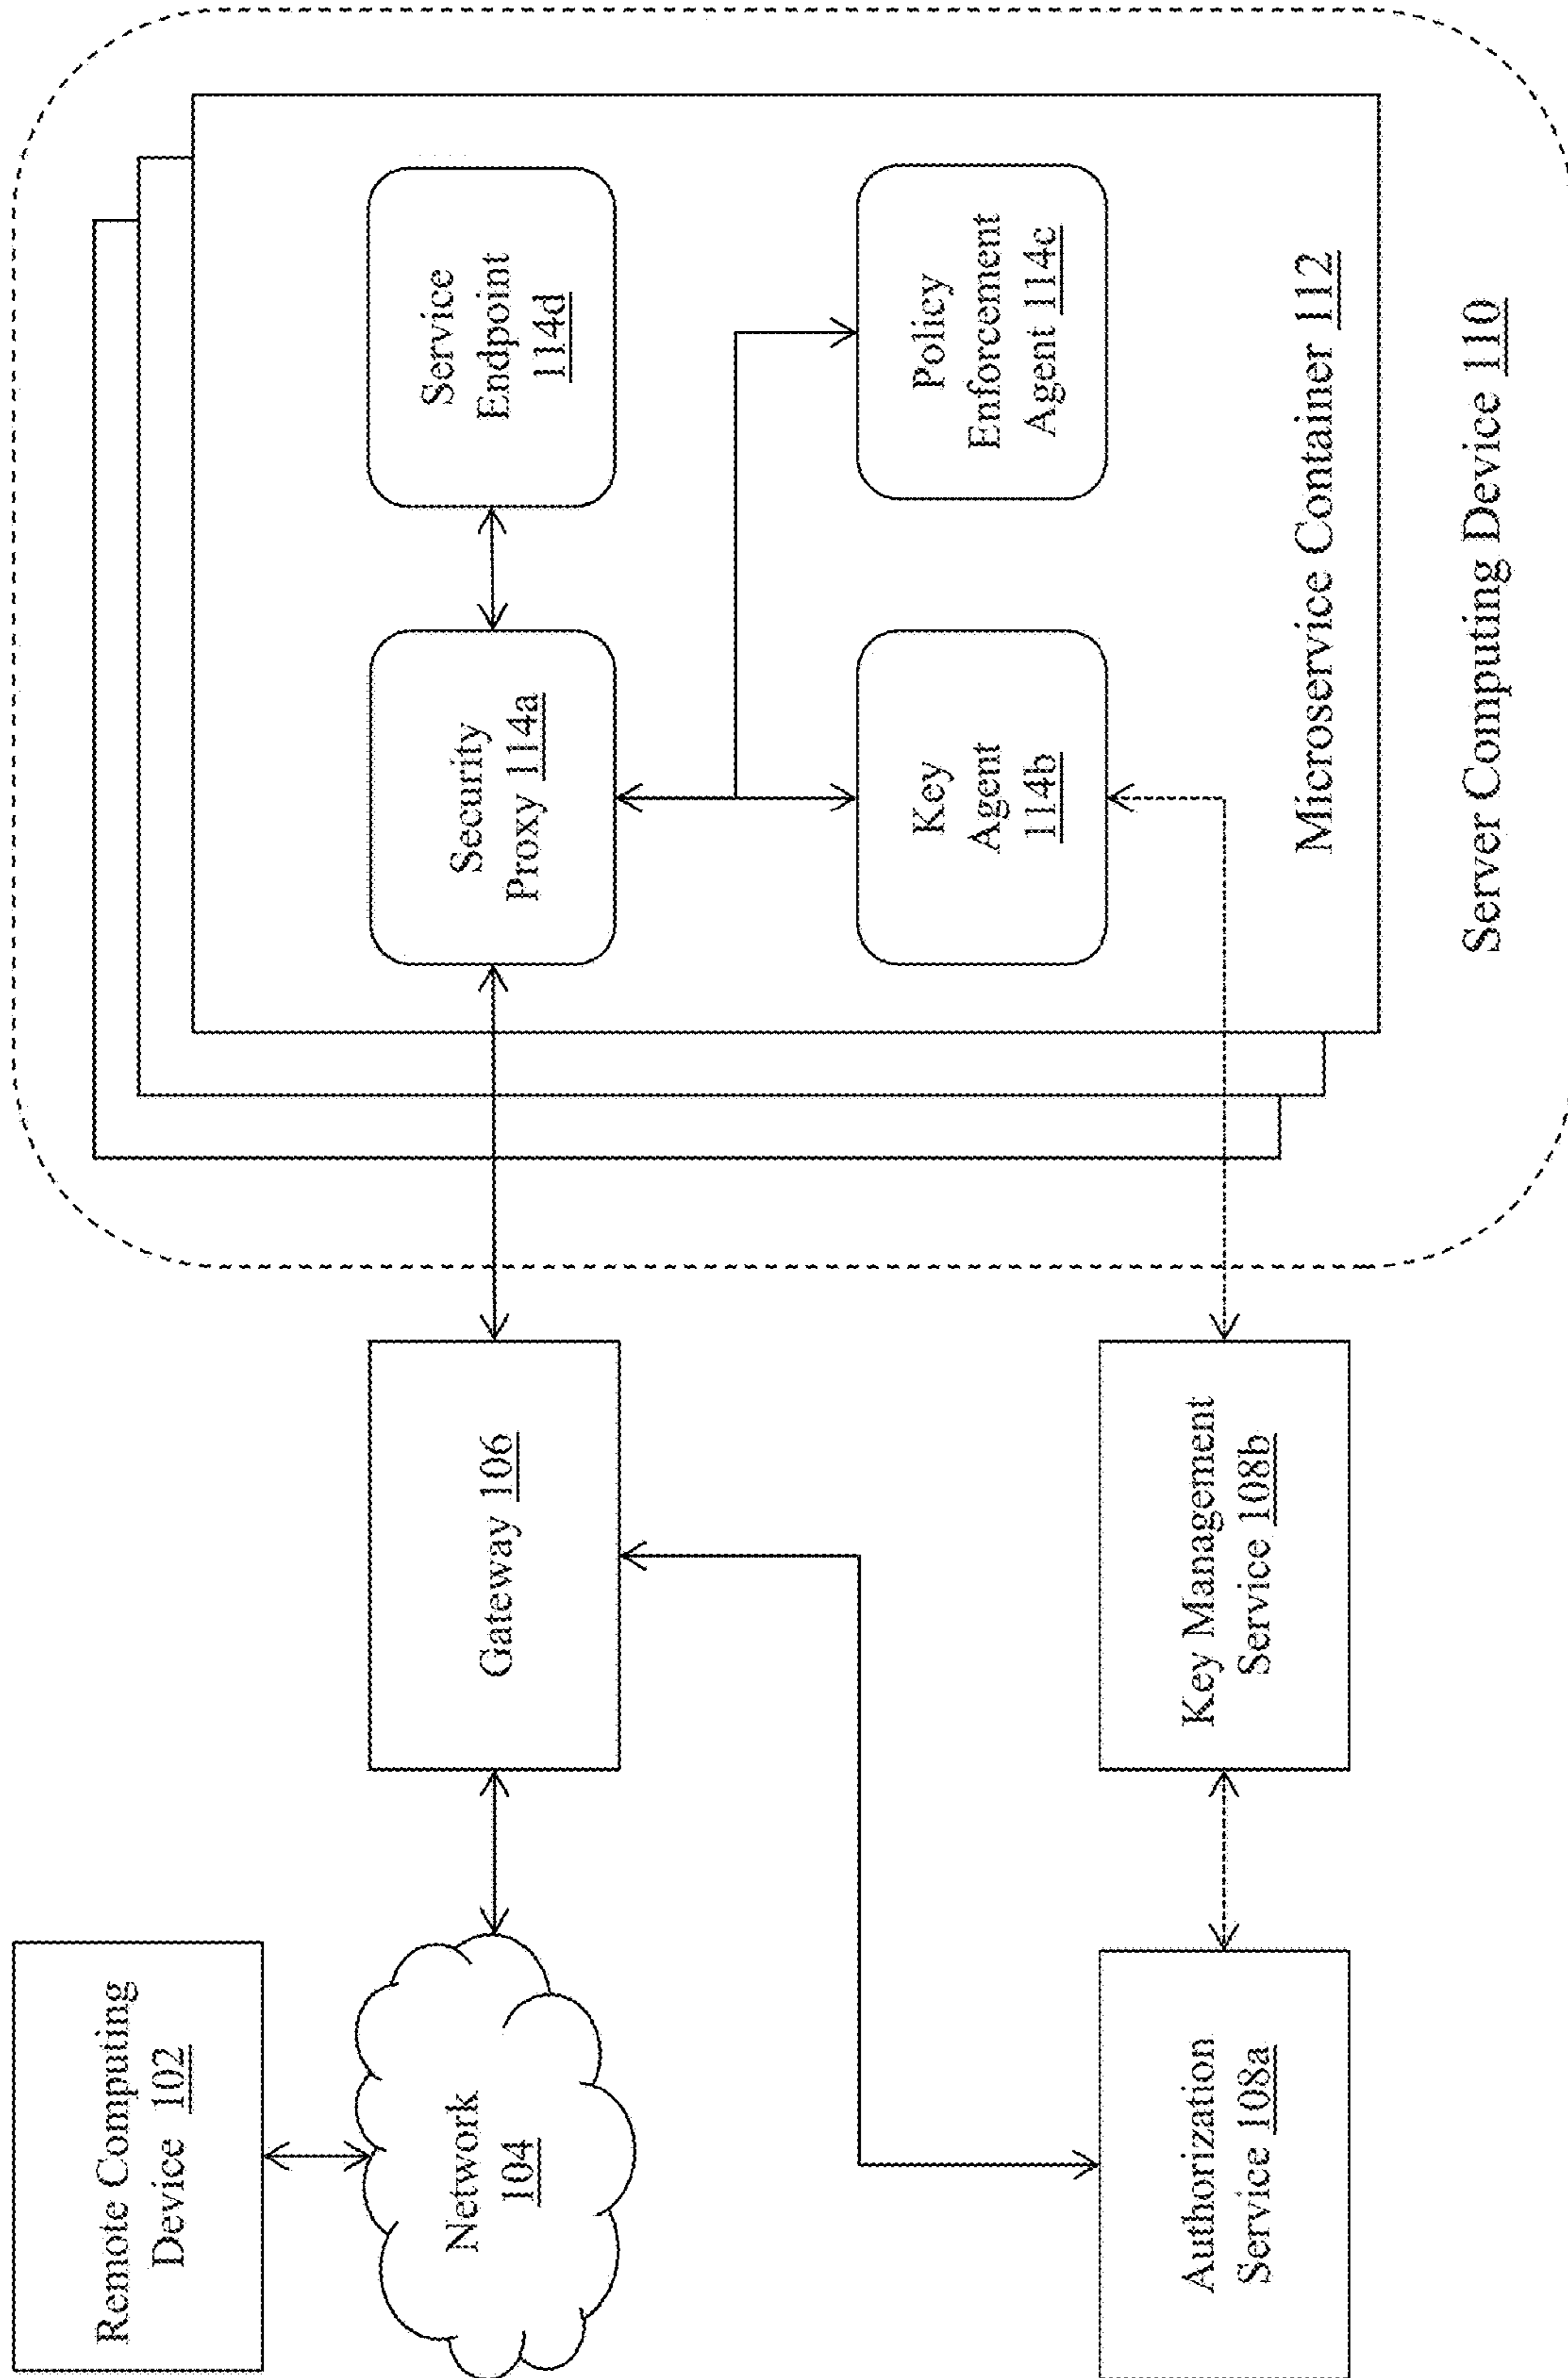 Remote Computing
Device 102
Network
104
Gateway 106
Authorization
Service 108a
Key Management
Service 108b
Security
Proxy 114a
Service
Endpoint
114d
Key
Agent
114b
Policy
Enforcement
Agent 114c
Microservice Container 112
Server Computing Device 110